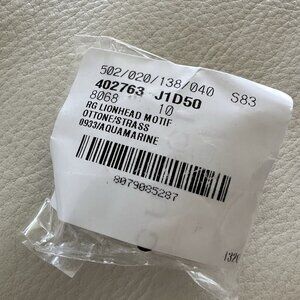 502/020/138/040 S83
402763 J1D50
8068 10
RG LIONHEAD MOTIF
OTTONE/STRASS
0933/AQUAMARINE
8079085287